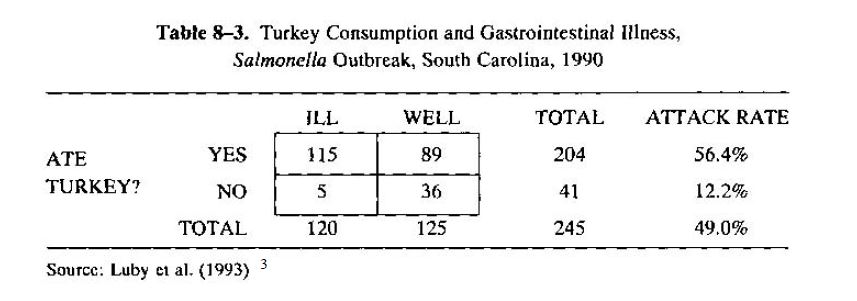 Table 8–3. Turkey Consumption and Gastrointestinal Illness,
Salmonella Outbreak, South Carolina, 1990
ILL WELL TOTAL ATTACK RATE
ATE TURKEY? YES 115 89 204 56.4%
NO 5 36 41 12.2%
TOTAL 120 125 245 49.0%
Source: Luby et al. (1993) 3